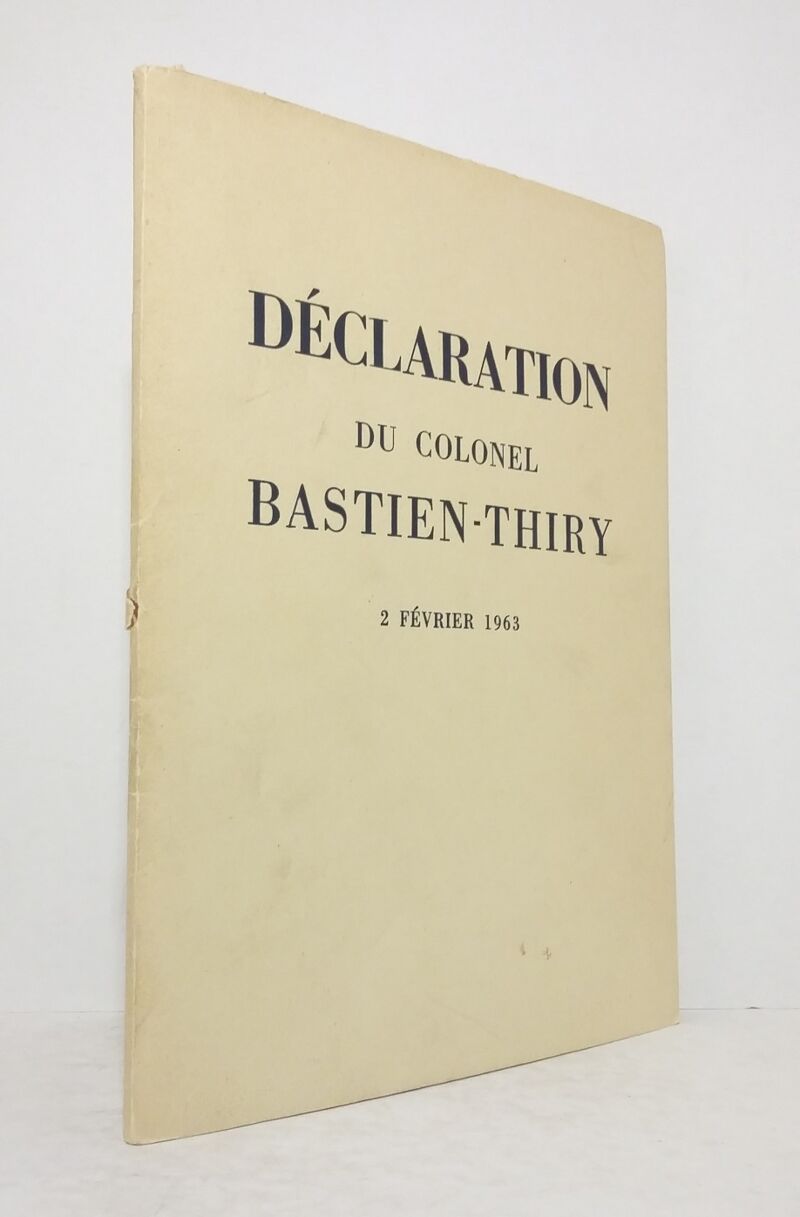 DÉCLARATION
DU COLONEL
BASTIEN-THIRY
2 FÉVRIER 1963